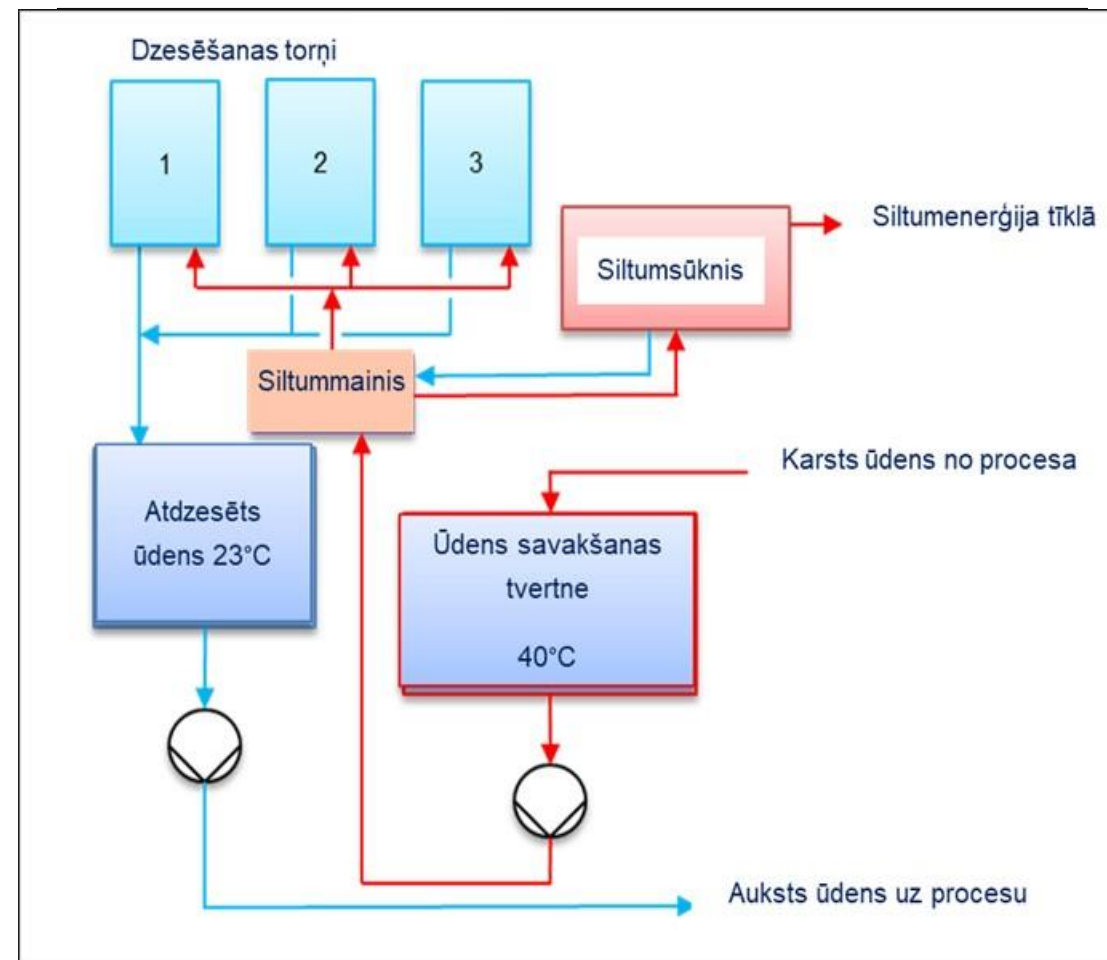 Dzesēšanas torņi
1
2
3
Siltumenerģija tīklā
Siltumsūknis
Siltummainis
Karsts ūdens no procesa
Atdzesēts
ūdens 23°C
Ūdens savakšanas
tvertne
40°C
Auksts ūdens uz procesu